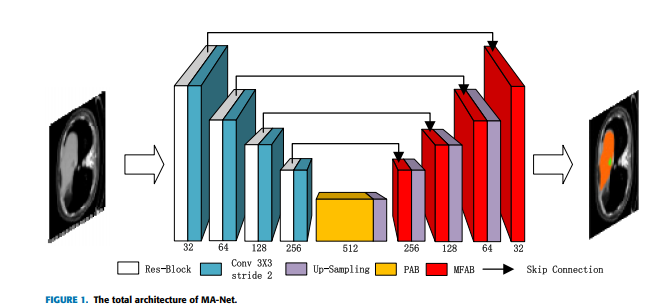 32 64 128 256 512 256 128 64 32
Res-Block Conv 3X3 stride 2 Up-Sampling PAB MFAB Skip Connection
FIGURE 1. The total architecture of MA-Net.